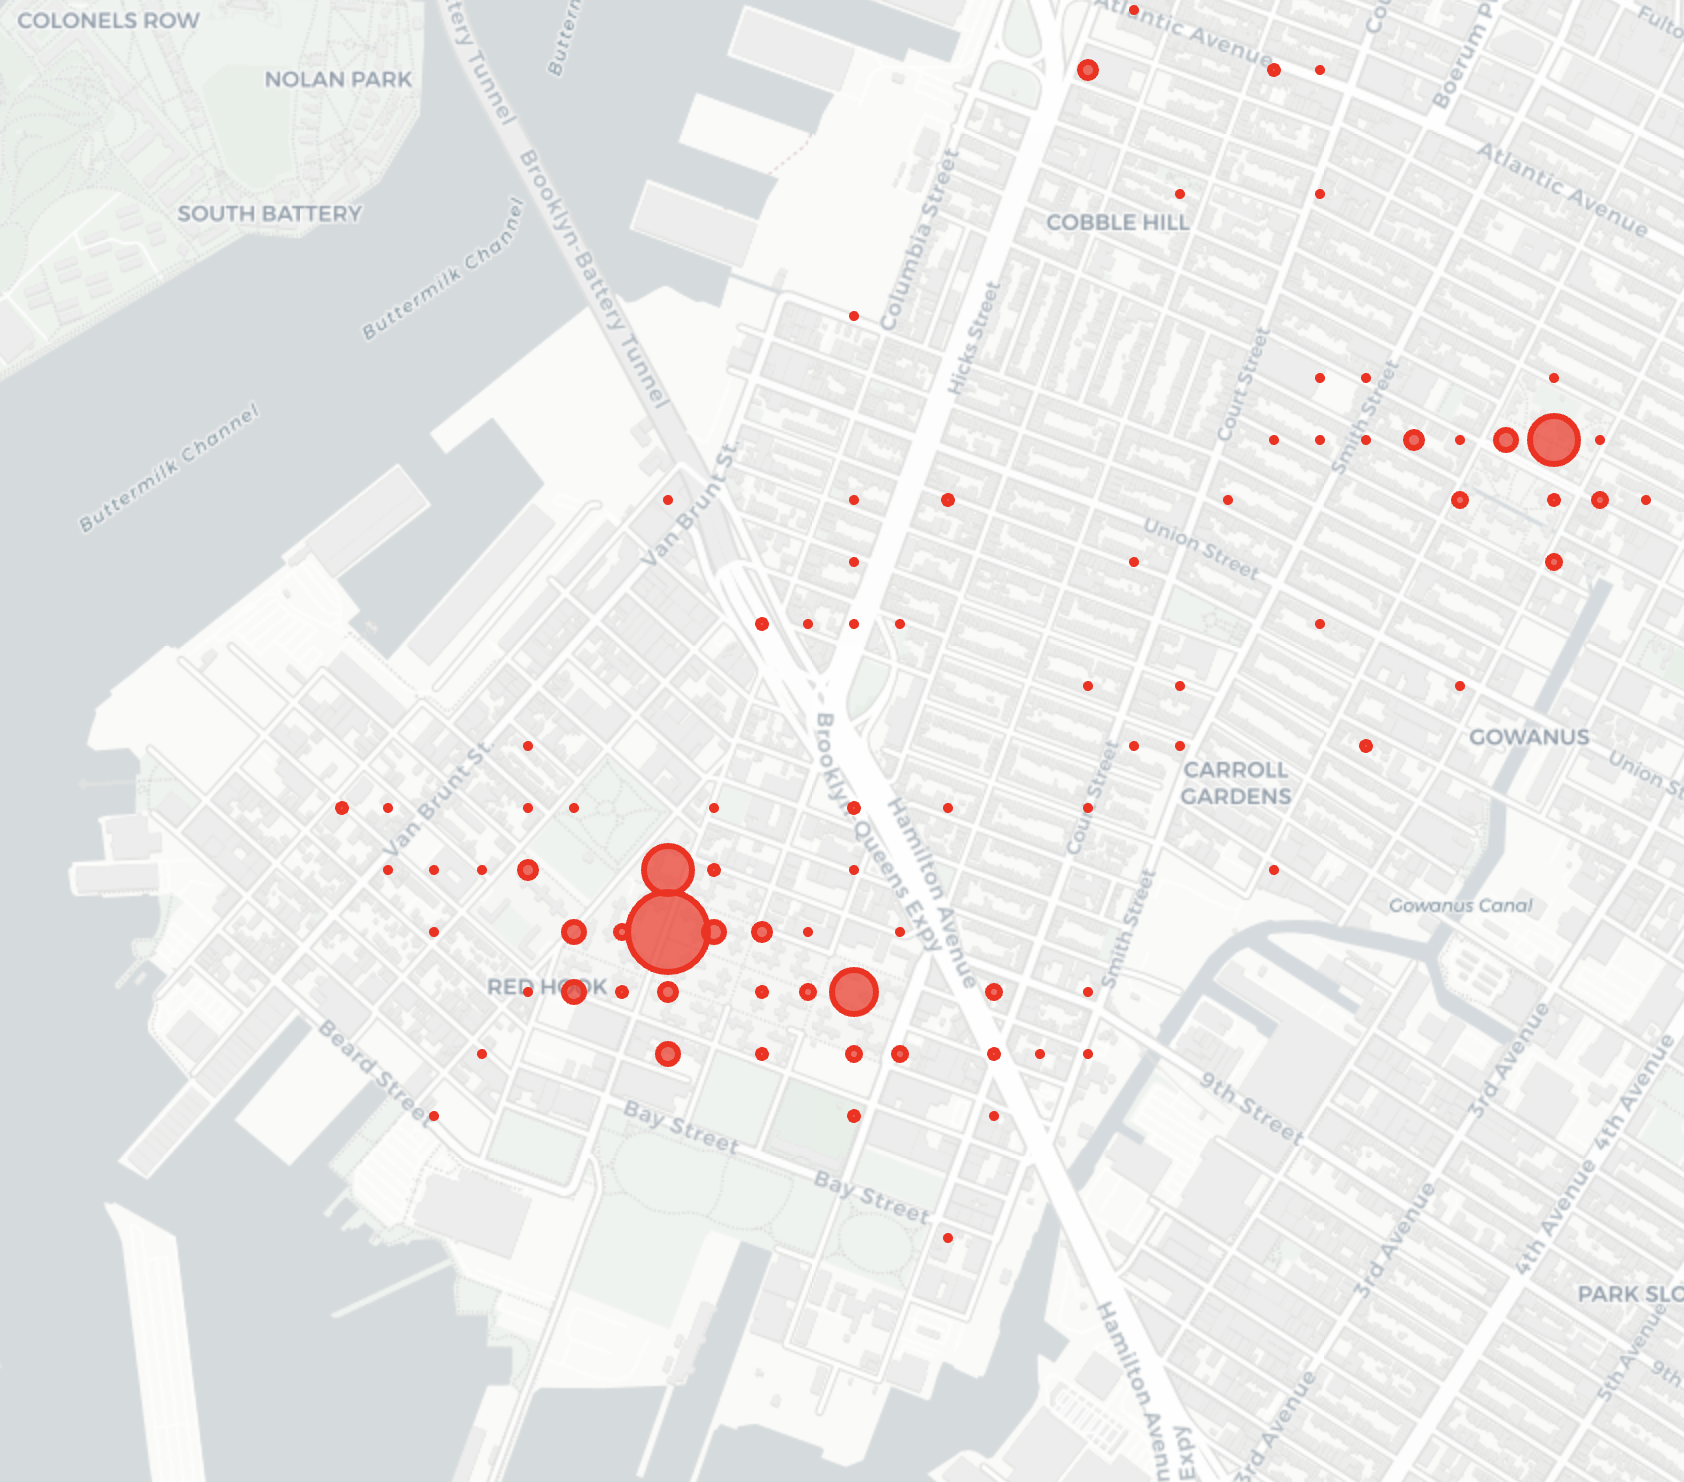 COLONELS ROW
NOLAN PARK
SOUTH BATTERY
Buttermilk Channel
Buttermilk Channel
Buttern
tery Tunnel
Brooklyn-Battery Tunnel
Atlantic Avenue
Boerum P
Fulto
Cou
Atlantic Avenue
Columbia Street
COBBLE HILL
Hicks Street
Court Street
Smith Street
Van Brunt St.
Union Street
GOWANUS
Union St
CARROLL
GARDENS
Van Brunt St.
Brooklyn-Queens Expy
Hamilton Avenue
Court Street
Smith Street
Gowanus Canal
RED HOOK
Beard Street
Bay Street
Bay Street
9th Street
3rd Avenue
4th Avenue
3rd Avenue
4th Avenue
PARK SLO
5th Avenue
9th
Hamilton Avenu
Expy
3rd Avenue